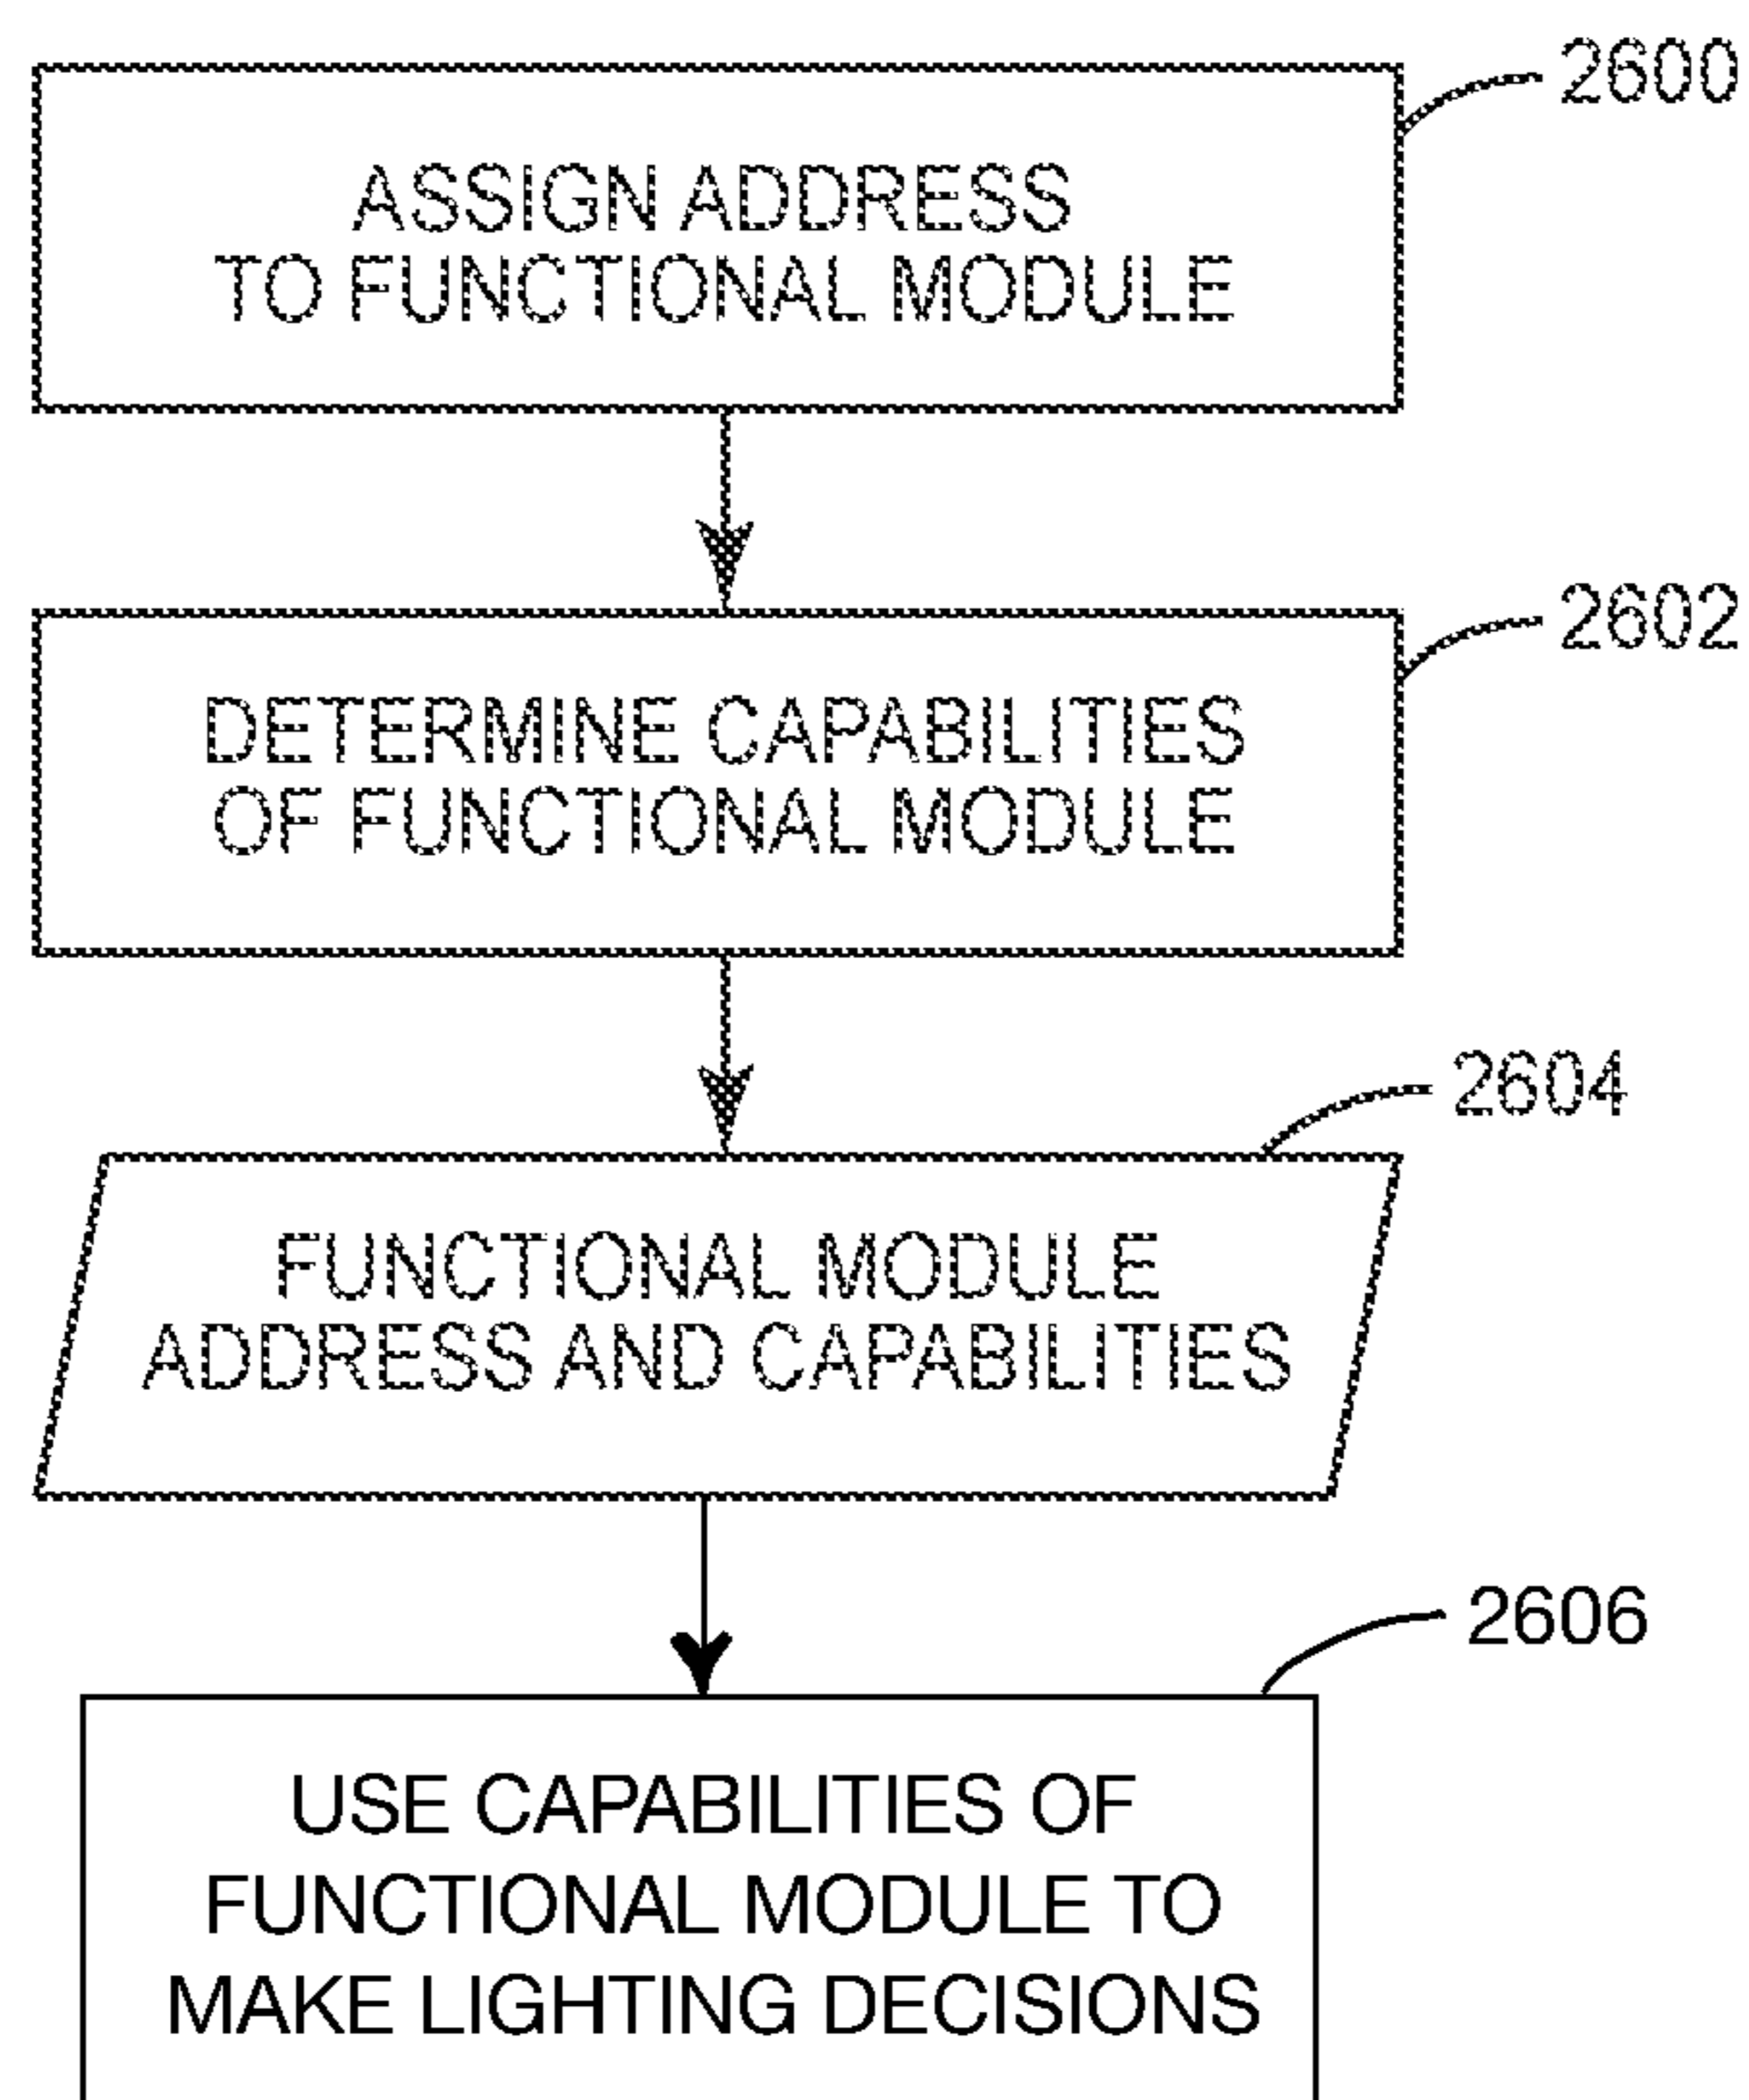 2600
ASSIGN ADDRESS
TO FUNCTIONAL MODULE
2602
DETERMINE CAPABILITIES
OF FUNCTIONAL MODULE
2604
FUNCTIONAL MODULE
ADDRESS AND CAPABILITIES
2606
USE CAPABILITIES OF
FUNCTIONAL MODULE TO
MAKE LIGHTING DECISIONS